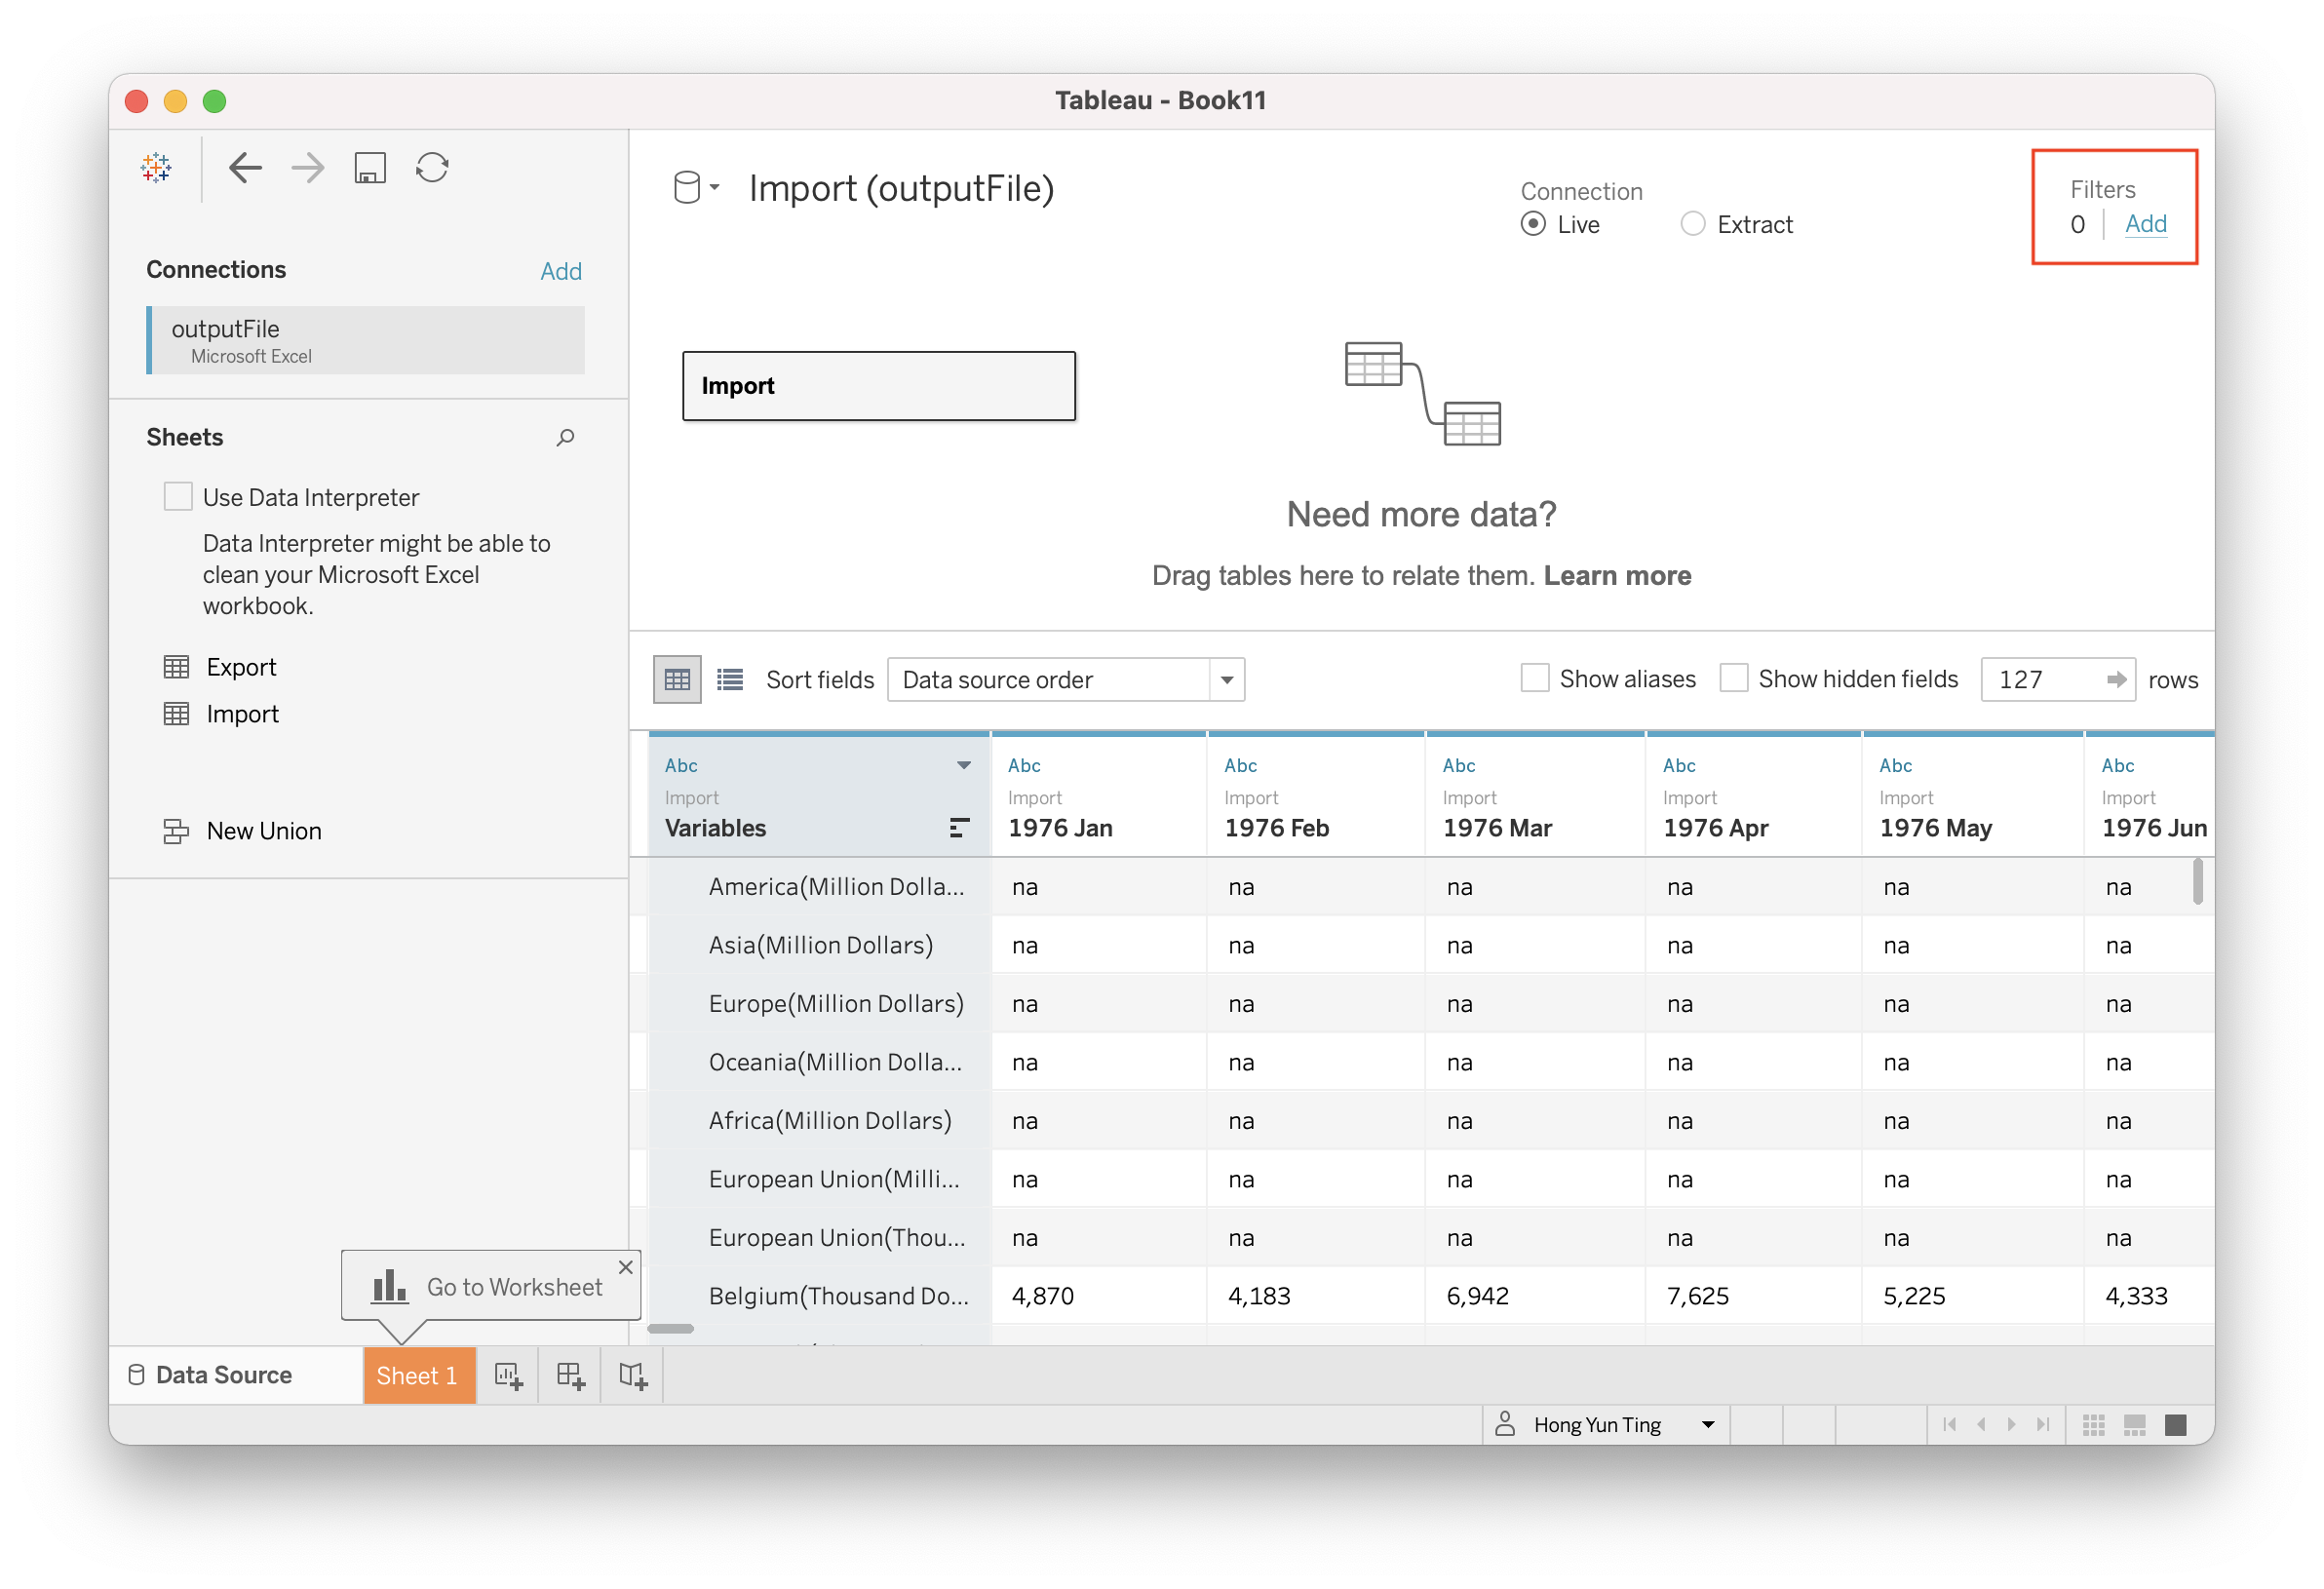 Tableau - Book11
Import (outputFile)
Connection
Live
Extract
Filters
0
Add
Connections
Add
outputFile
Microsoft Excel
Import
Sheets
Use Data Interpreter
Data Interpreter might be able to
clean your Microsoft Excel
workbook.
Export
Import
New Union
Need more data?
Drag tables here to relate them. Learn more
Sort fields
Data source order
Show aliases
Show hidden fields
127
rows
Abc Abc Abc Abc Abc Abc Abc
Import Import Import Import Import Import Import
Variables 1976 Jan 1976 Feb 1976 Mar 1976 Apr 1976 May 1976 Jun
America(Million Dolla... na na na na na na
Asia(Million Dollars) na na na na na na
Europe(Million Dollars) na na na na na na
Oceania(Million Dolla... na na na na na na
Africa(Million Dollars) na na na na na na
European Union(Milli... na na na na na na
European Union(Thou... na na na na na na
Belgium(Thousand Do... 4,870 4,183 6,942 7,625 5,225 4,333
Go to Worksheet
Data Source
Sheet 1
Hong Yun Ting